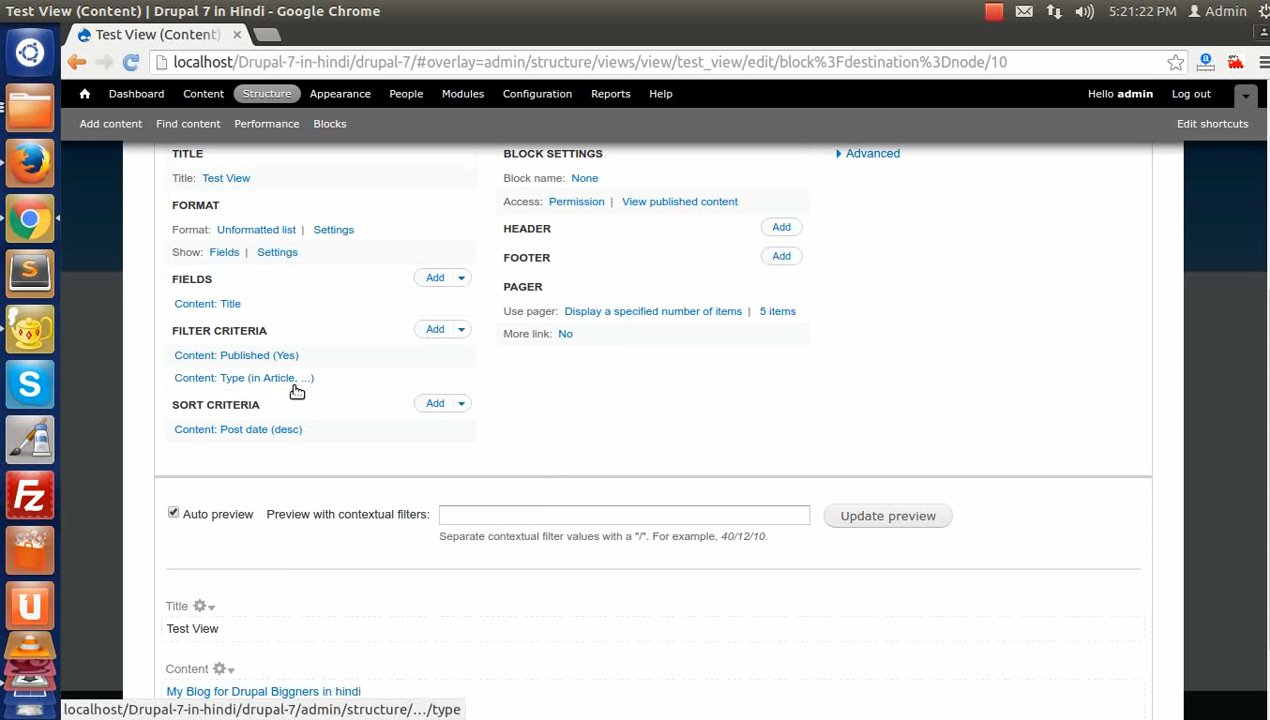 Test View (Content) | Drupal 7 in Hindi - Google Chrome
5:21:22 PM
Admin
Test View (Content)
localhost/Drupal-7-in-hindi/drupal-7/#overlay=admin/structure/views/view/test_view/edit/block%3Fdestination%3Dnode/10
Dashboard Content Structure Appearance People Modules Configuration Reports Help Hello admin Log out
Add content Find content Performance Blocks Edit shortcuts
TITLE
Title: Test View
FORMAT
Format: Unformatted list | Settings
Show: Fields | Settings
FIELDS Add
Content: Title
FILTER CRITERIA Add
Content: Published (Yes)
Content: Type (in Article, ...)
SORT CRITERIA Add
Content: Post date (desc)
BLOCK SETTINGS
Block name: None
Access: Permission | View published content
HEADER Add
FOOTER Add
PAGER
Use pager: Display a specified number of items | 5 items
More link: No
Advanced
Auto preview Preview with contextual filters: Update preview
Separate contextual filter values with a "/". For example, 40/12/10.
Title
Test View
Content
My Blog for Drupal Biggners in hindi
localhost/Drupal-7-in-hindi/drupal-7/admin/structure/.../type